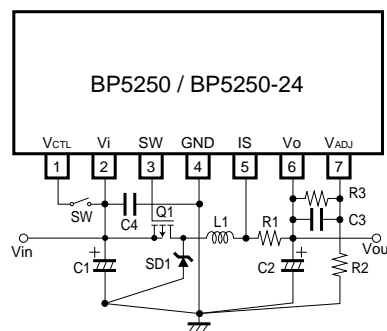 BP5250 / BP5250-24
VCTL Vi SW GND IS Vo VADJ
1 2 3 4 5 6 7
SW
C4
Q1
L1
R1
R3
C3
Vin
Vou
C1
+
SD1
C2
+
R2